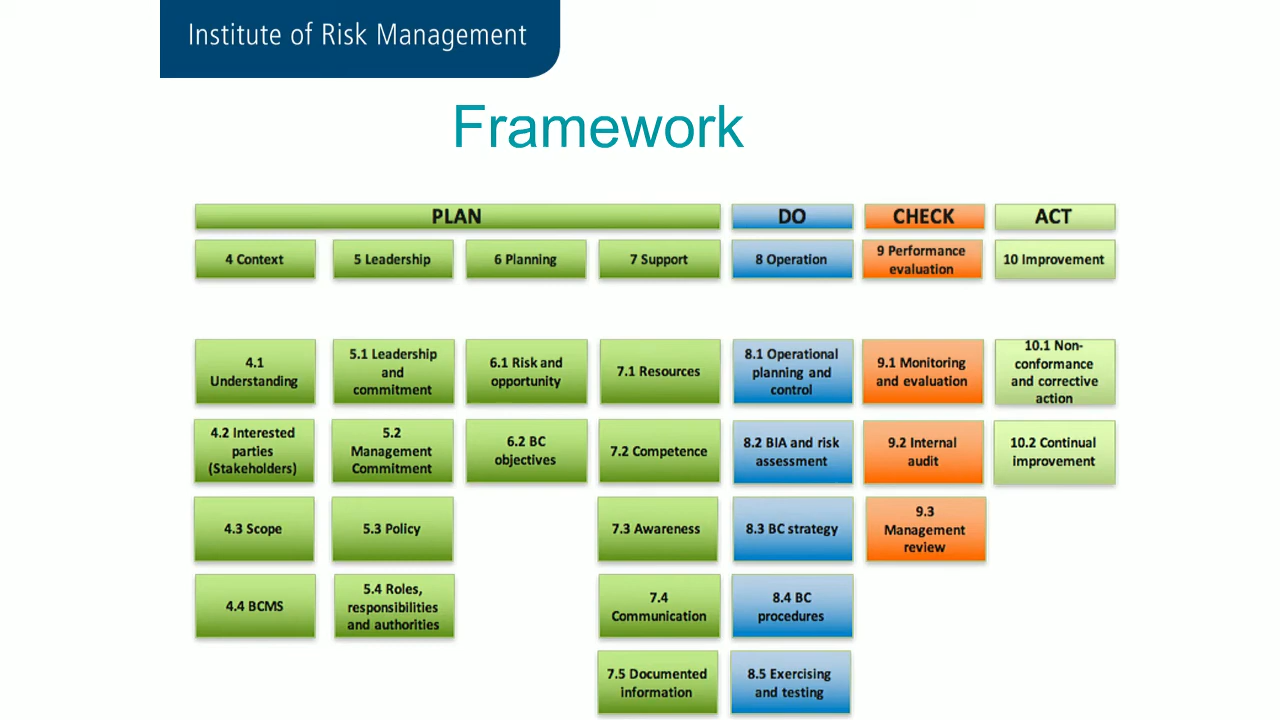 Institute of Risk Management
Framework
PLAN
DO
CHECK
ACT
4 Context
5 Leadership
6 Planning
7 Support
8 Operation
9 Performance
evaluation
10 Improvement
4.1
Understanding
5.1 Leadership
and
commitment
6.1 Risk and
opportunity
7.1 Resources
8.1 Operational
planning and
control
9.1 Monitoring
and evaluation
10.1 Non-
conformance
and corrective
action
4.2 Interested
parties
(Stakeholders)
5.2
Management
Commitment
6.2 BC
objectives
7.2 Competence
8.2 BIA and risk
assessment
9.2 Internal
audit
10.2 Continual
improvement
4.3 Scope
5.3 Policy
7.3 Awareness
8.3 BC strategy
9.3
Management
review
4.4 BCMS
5.4 Roles,
responsibilities
and authorities
7.4
Communication
8.4 BC
procedures
7.5 Documented
information
8.5 Exercising
and testing